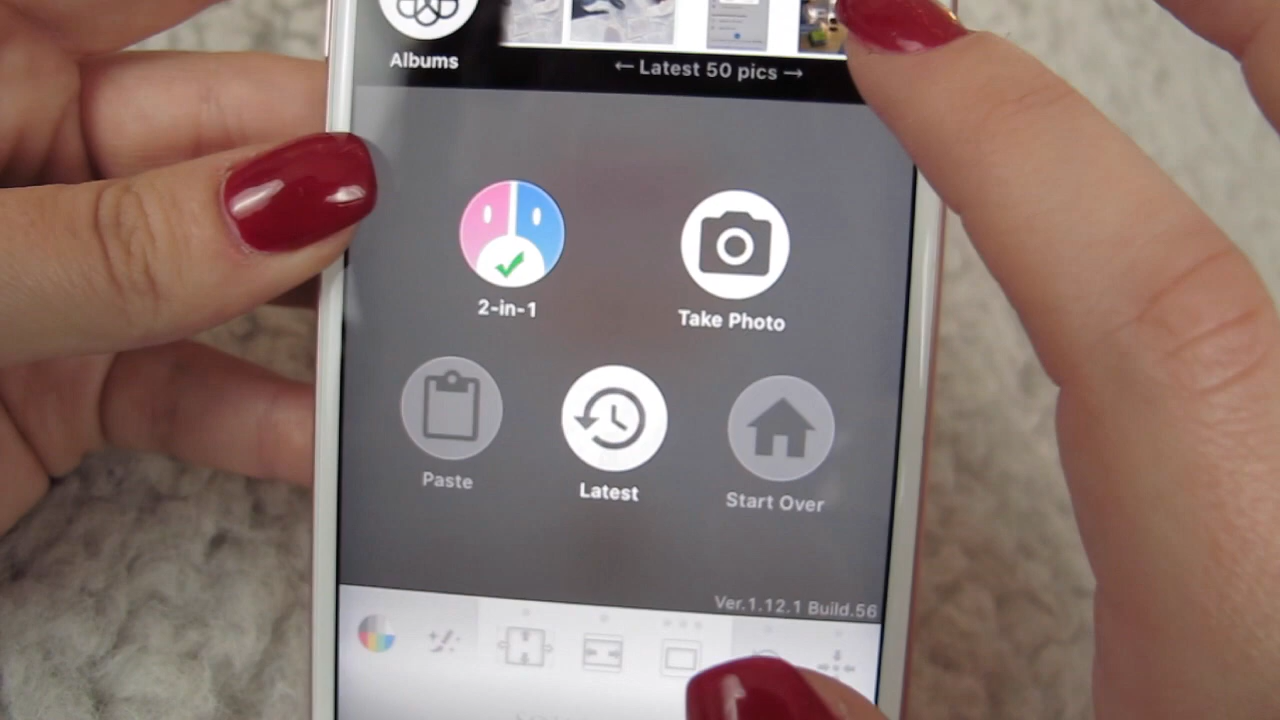 Albums
← Latest 50 pics →
2-in-1
Take Photo
Paste
Latest
Start Over
Ver.1.12.1 Build.56